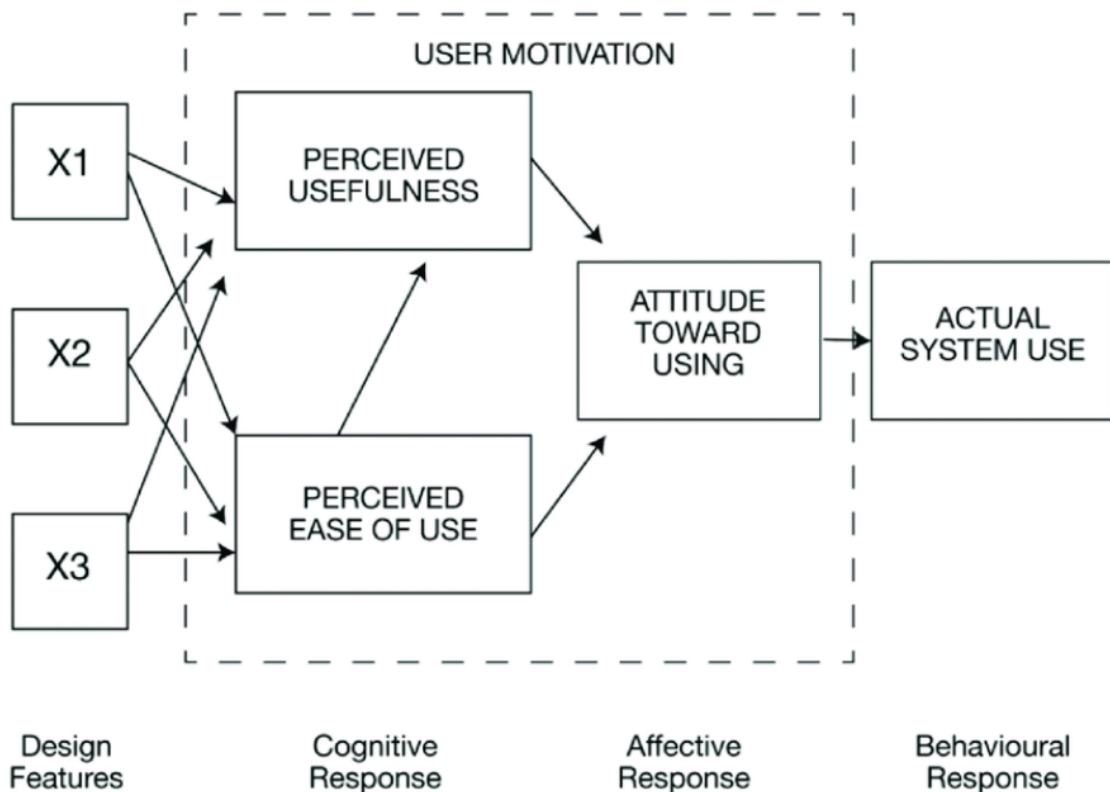 USER MOTIVATION
X1
PERCEIVED
USEFULNESS
X2
ATTITUDE
TOWARD
USING
ACTUAL
SYSTEM USE
X3
PERCEIVED
EASE OF USE
Design
Features
Cognitive
Response
Affective
Response
Behavioural
Response